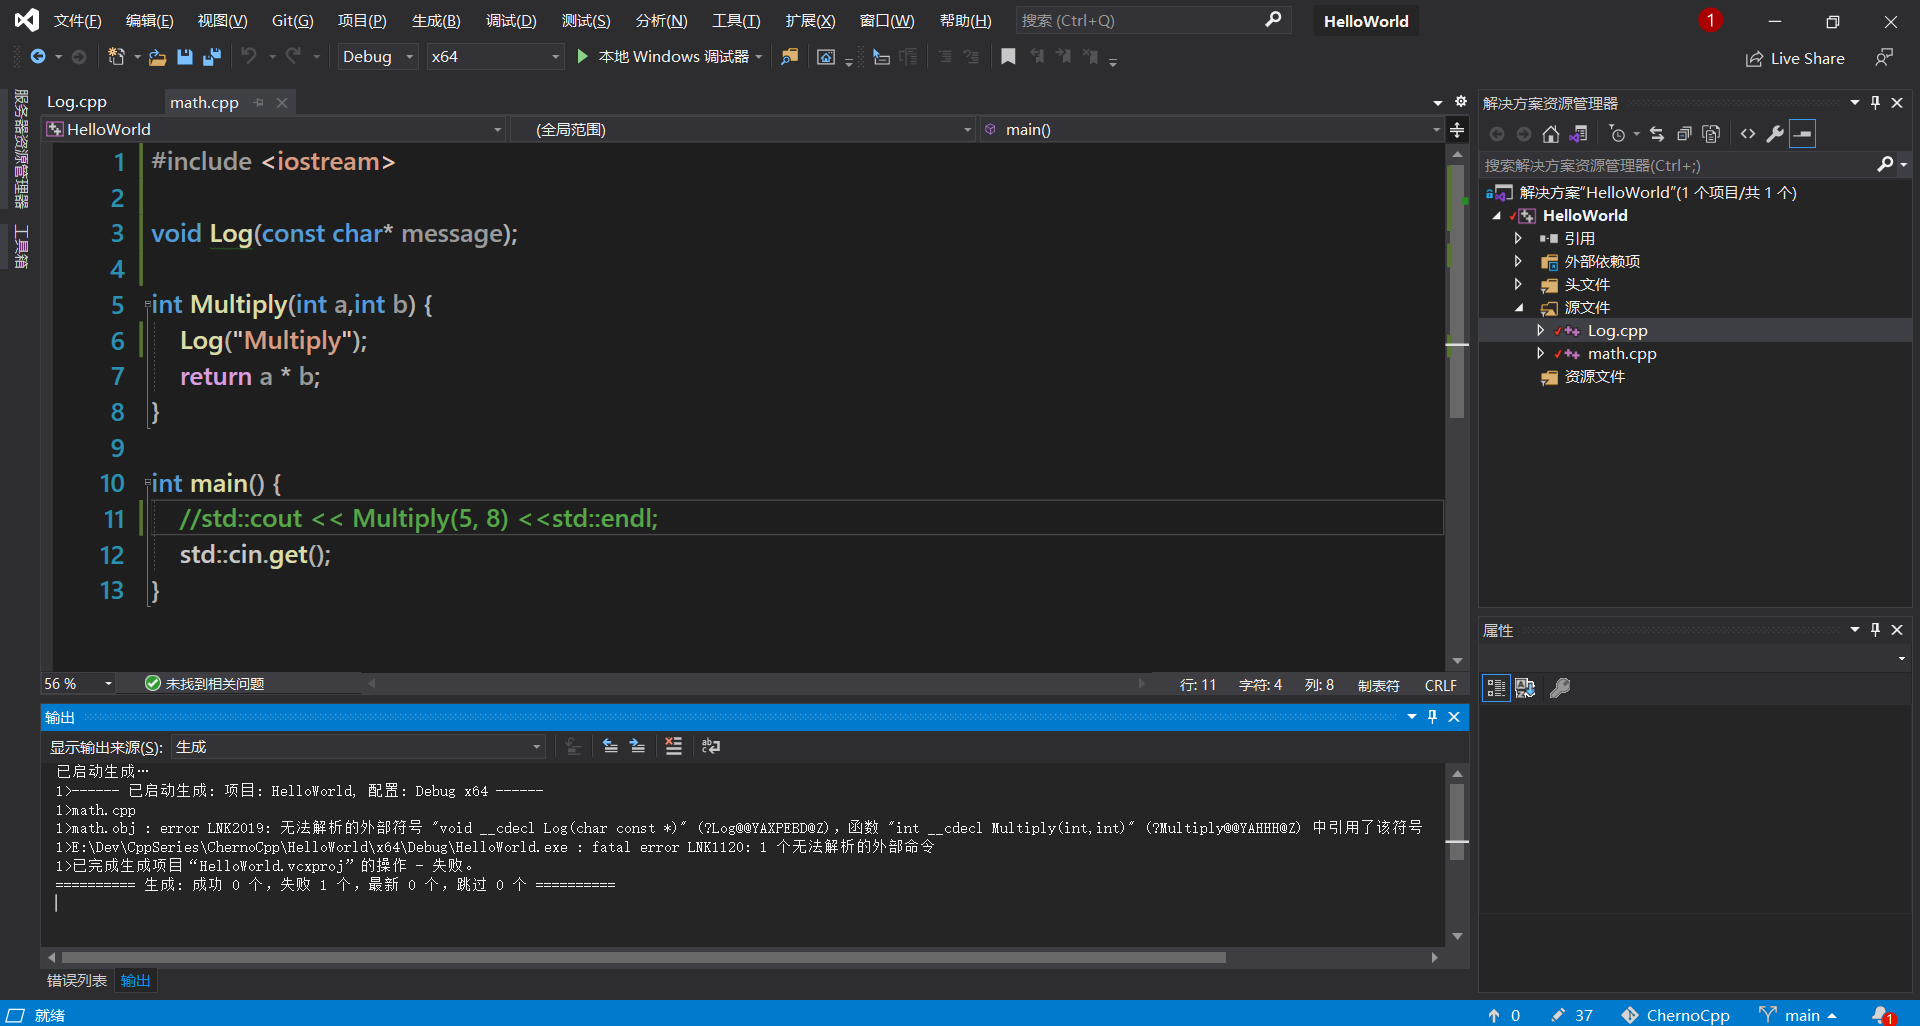 文件(F) 编辑(E) 视图(V) Git(G) 项目(P) 生成(B) 调试(D) 测试(S) 分析(N) 工具(T) 扩展(X) 窗口(W) 帮助(H) 搜索 (Ctrl+Q) HelloWorld 1
Debug x64 本地 Windows 调试器 Live Share
服务器资源管理器
工具箱
Log.cpp math.cpp
HelloWorld (全局范围) main()
1 #include <iostream>
2
3 void Log(const char* message);
4
5 int Multiply(int a,int b) {
6 Log("Multiply");
7 return a * b;
8 }
9
10 int main() {
11 //std::cout << Multiply(5, 8) <<std::endl;
12 std::cin.get();
13 }
56 % 未找到相关问题 行: 11 字符: 4 列: 8 制表符 CRLF
输出
显示输出来源(S): 生成
已启动生成…
1>------ 已启动生成: 项目: HelloWorld, 配置: Debug x64 ------
1>math.cpp
1>math.obj : error LNK2019: 无法解析的外部符号 "void __cdecl Log(char const *)" (?Log@@YAXPEBD@Z)，函数 "int __cdecl Multiply(int,int)" (?Multiply@@YAHHH@Z) 中引用了该符号
1>E:\Dev\CppSeries\ChernoCpp\HelloWorld\x64\Debug\HelloWorld.exe : fatal error LNK1120: 1 个无法解析的外部命令
1>已完成生成项目“HelloWorld.vcxproj”的操作 - 失败。
========== 生成: 成功 0 个，失败 1 个，最新 0 个，跳过 0 个 ==========
错误列表 输出
解决方案资源管理器
搜索解决方案资源管理器(Ctrl+;)
解决方案"HelloWorld"(1 个项目/共 1 个)
HelloWorld
引用
外部依赖项
头文件
源文件
Log.cpp
math.cpp
资源文件
属性
就绪 0 37 ChernoCpp main 1